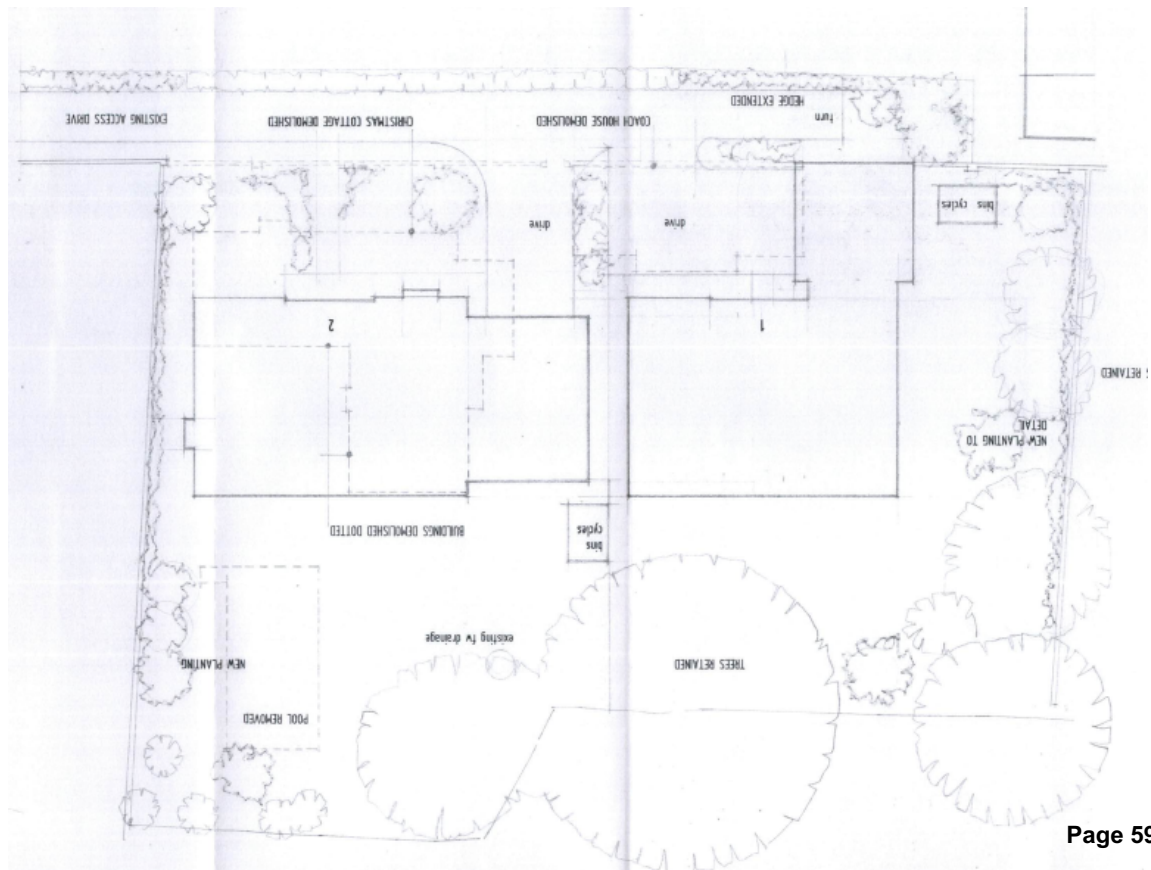 EXISTING ACCESS DRIVE
CHRISTMAS COTTAGE DEMOLISHED
COACH HOUSE DEMOLISHED
HEDGE EXTENDED
turn
bins cycles
drive
drive
2
1
RETAINED
NEW PLANTING TO
DETAIL
BUILDINGS DEMOLISHED DOTTED
bins
cycles
existing fw drainage
NEW PLANTING
TREES RETAINED
POOL REMOVED
Page 59